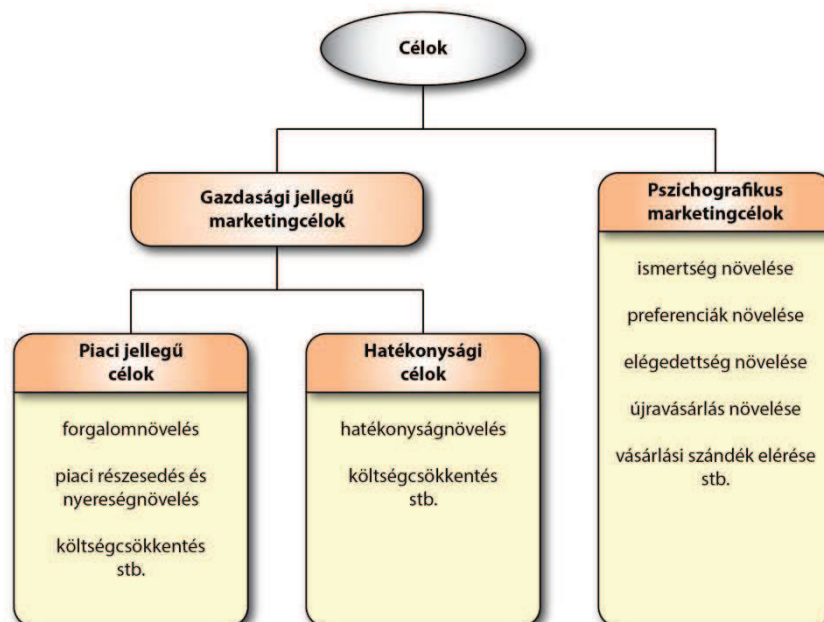 Célok
Gazdasági jellegű
marketingcélok
Piaci jellegű
célok
forgalomnövelés
piaci részesedés és
nyereségnövelés
költségcsökkentés
stb.
Hatékonysági
célok
hatékonyságnövelés
költségcsökkentés
stb.
Pszichografikus
marketingcélok
ismertség növelése
preferenciák növelése
elégedettség növelése
újravásárlás növelése
vásárlási szándék elérése
stb.